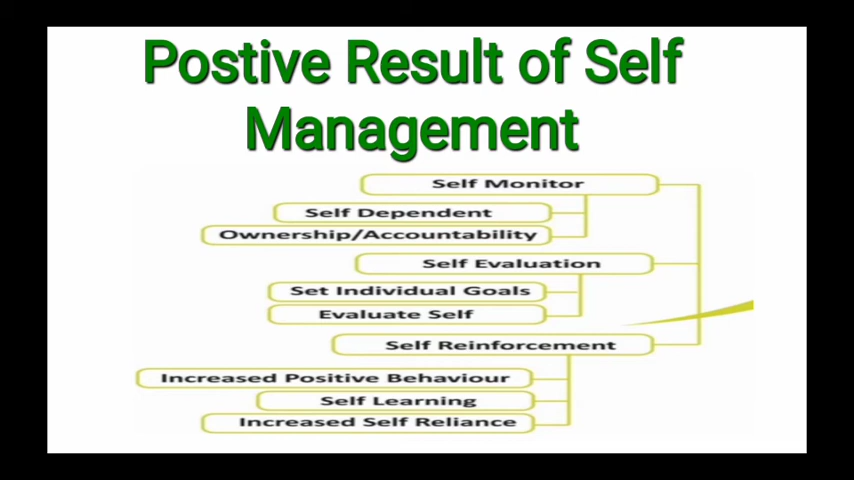 Postive Result of Self
Management
Self Monitor
Self Dependent
Ownership/Accountability
Self Evaluation
Set Individual Goals
Evaluate Self
Self Reinforcement
Increased Positive Behaviour
Self Learning
Increased Self Reliance